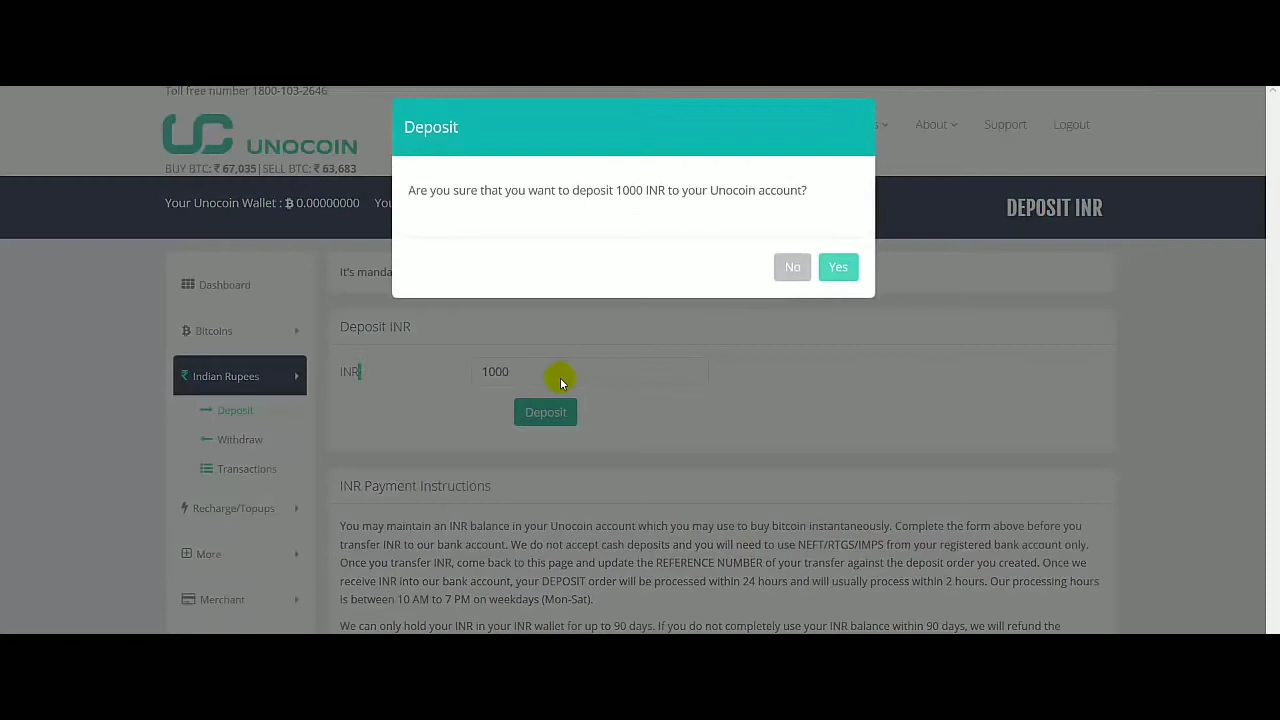 Toll free number 1800-103-2646
UNOCOIN
BUY BTC: ₹ 67,035|SELL BTC: ₹ 63,683
About
Support
Logout
Deposit
Are you sure that you want to deposit 1000 INR to your Unocoin account?
No
Yes
Your Unocoin Wallet : ₿ 0.00000000
DEPOSIT INR
Dashboard
Bitcoins
Indian Rupees
Deposit
Withdraw
Transactions
Recharge/Topups
More
Merchant
It's
Deposit INR
INR
1000
Deposit
INR Payment Instructions
You may maintain an INR balance in your Unocoin account which you may use to buy bitcoin instantaneously. Complete the form above before you
transfer INR to our bank account. We do not accept cash deposits and you will need to use NEFT/RTGS/IMPS from your registered bank account only.
Once you transfer INR, come back to this page and update the REFERENCE NUMBER of your transfer against the deposit order you created. Once we
receive INR into our bank account, your DEPOSIT order will be processed within 24 hours and will usually process within 2 hours. Our processing hours
is between 10 AM to 7 PM on weekdays (Mon-Sat).
We can only hold your INR in your INR wallet for up to 90 days. If you do not completely use your INR balance within 90 days, we will refund the